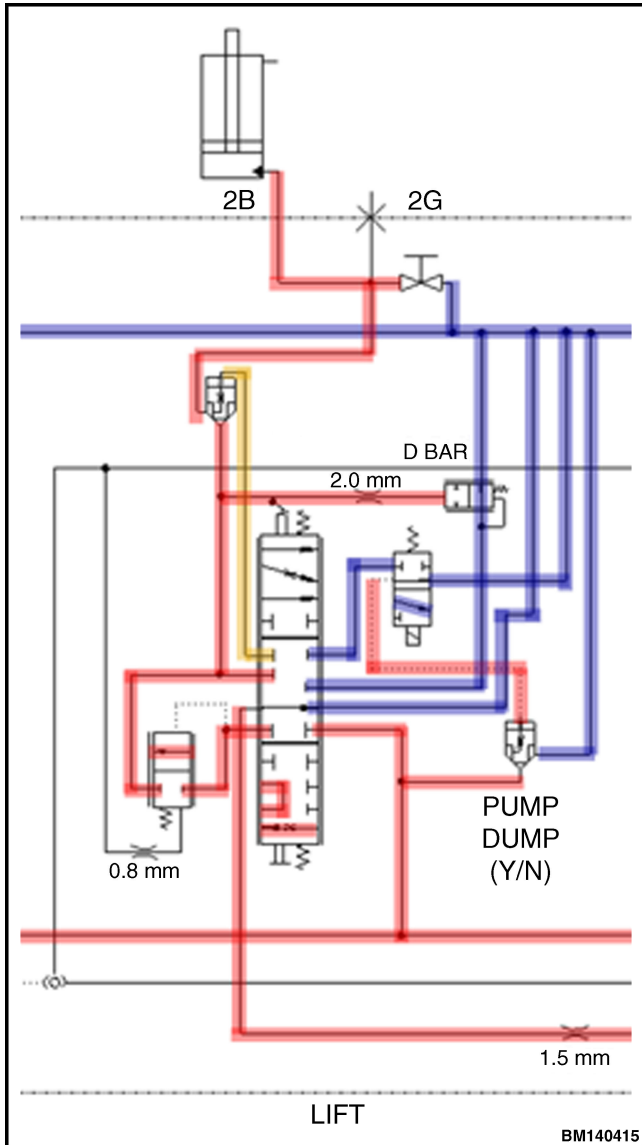 2B
2G
D BAR
2.0 mm
PUMP
DUMP
(Y/N)
0.8 mm
1.5 mm
LIFT
BM140415